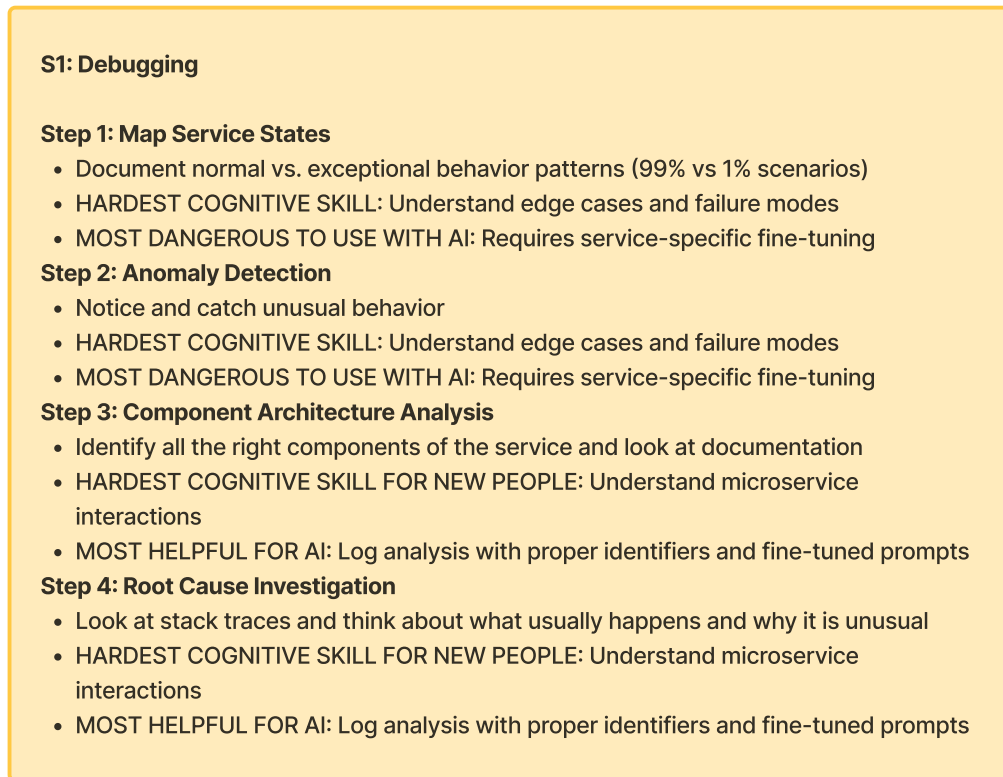 S1: Debugging
Step 1: Map Service States
• Document normal vs. exceptional behavior patterns (99% vs 1% scenarios)
• HARDEST COGNITIVE SKILL: Understand edge cases and failure modes
• MOST DANGEROUS TO USE WITH AI: Requires service-specific fine-tuning
Step 2: Anomaly Detection
• Notice and catch unusual behavior
• HARDEST COGNITIVE SKILL: Understand edge cases and failure modes
• MOST DANGEROUS TO USE WITH AI: Requires service-specific fine-tuning
Step 3: Component Architecture Analysis
• Identify all the right components of the service and look at documentation
• HARDEST COGNITIVE SKILL FOR NEW PEOPLE: Understand microservice
interactions
• MOST HELPFUL FOR AI: Log analysis with proper identifiers and fine-tuned prompts
Step 4: Root Cause Investigation
• Look at stack traces and think about what usually happens and why it is unusual
• HARDEST COGNITIVE SKILL FOR NEW PEOPLE: Understand microservice
interactions
• MOST HELPFUL FOR AI: Log analysis with proper identifiers and fine-tuned prompts